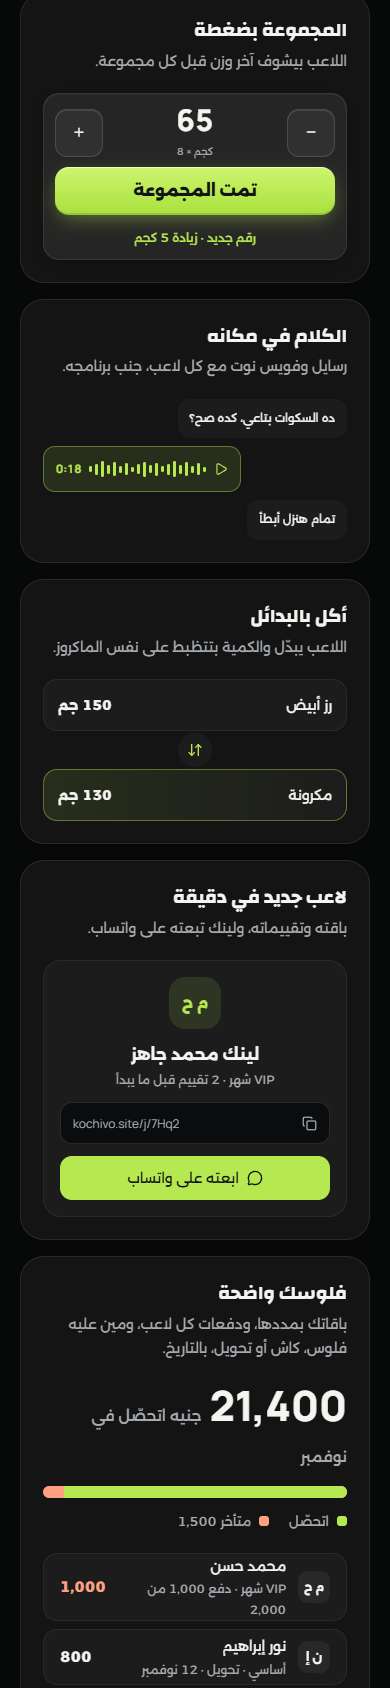 المجموعة بضغطة
اللاعب بيشوف آخر وزن قبل كل مجموعة.
−
65
+
كجم × 8
تمت المجموعة
رقم جديد · زيادة 5 كجم
الكلام في مكانه
رسايل وفويس نوت مع كل لاعب، جنب برنامجه.
ده السكوات بتاعي، كده صح؟
0:18
تمام هنزل أبطأ
أكل بالبدائل
اللاعب يبدّل والكمية بتتظبط على نفس الماكروز.
رز أبيض
150 جم
مكرونة
130 جم
لاعب جديد في دقيقة
باقته وتقييماته، ولينك تبعته على واتساب.
م ح
لينك محمد جاهز
VIP شهر · 2 تقييم قبل ما يبدأ
kochivo.site/j/7Hq2
ابعته على واتساب
فلوسك واضحة
باقاتك بمددها، ودفعات كل لاعب، ومين عليه
فلوس، كاش أو تحويل، بالتاريخ.
21,400 جنيه اتحصّل في
نوفمبر
اتحصّل
متأخر 1,500
م ح
محمد حسن
VIP شهر · دفع 1,000 من
2,000
1,000
ن إ
نور إبراهيم
أساسي · تحويل · 12 نوفمبر
800